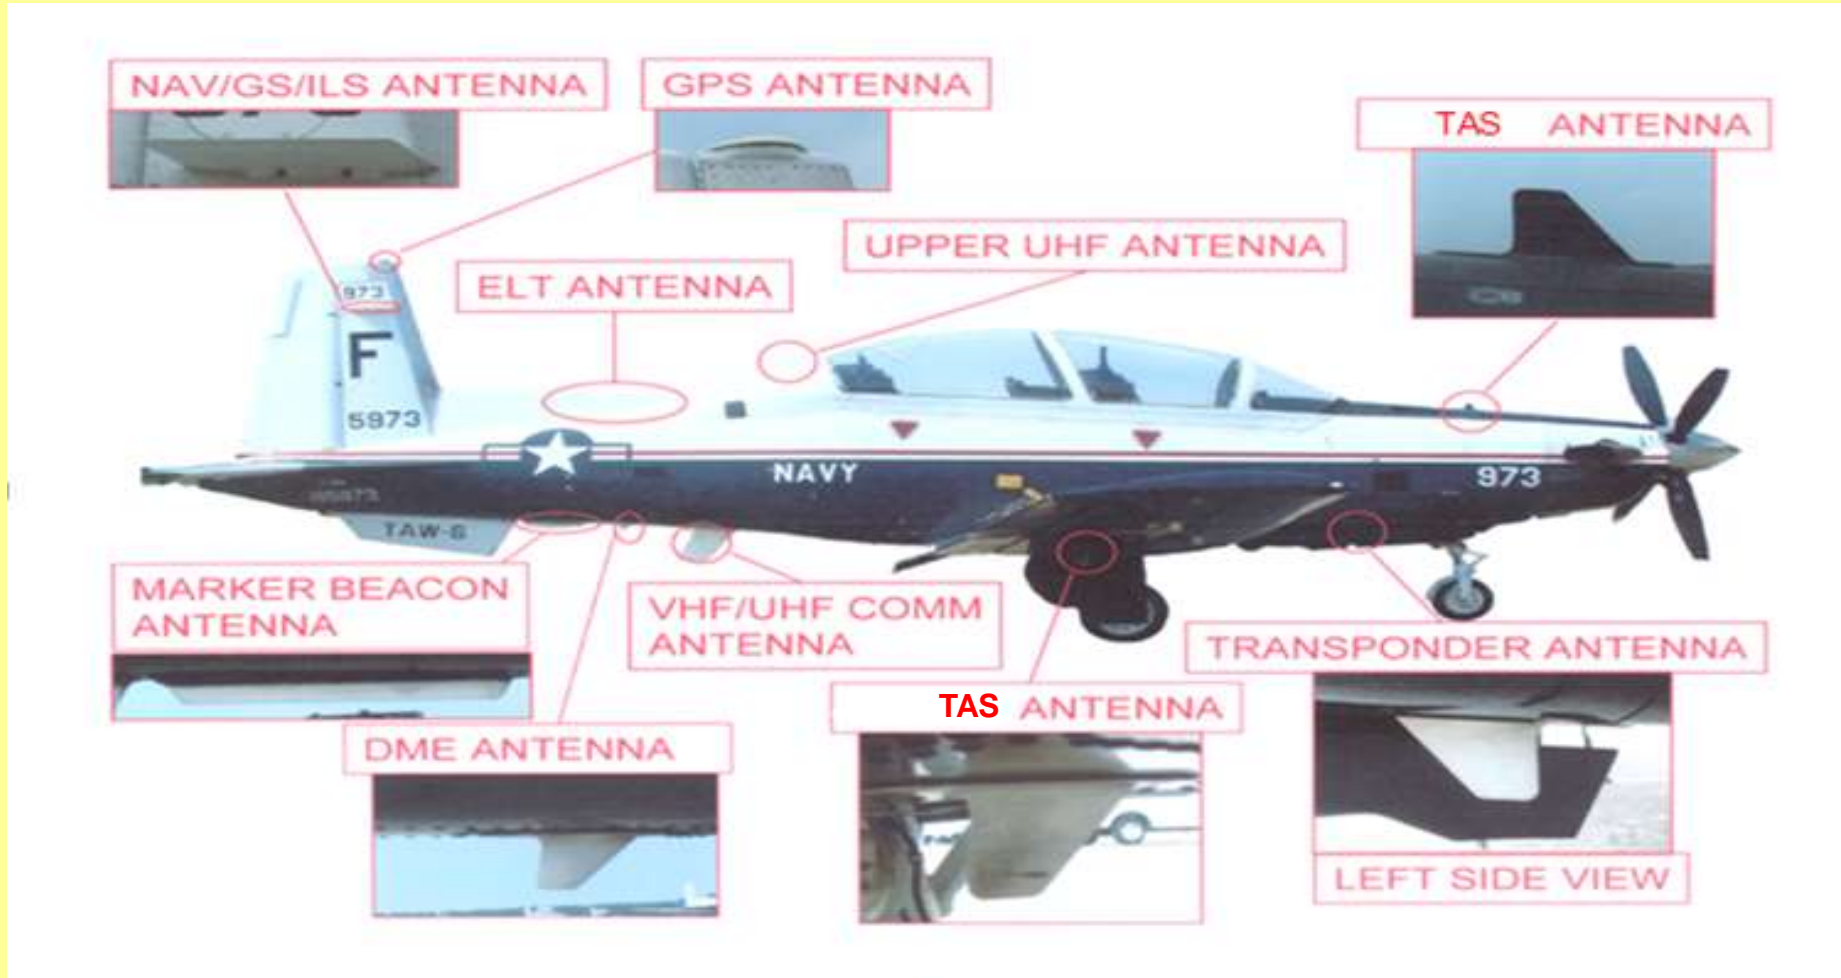 NAV/GS/ILS ANTENNA
GPS ANTENNA
TAS ANTENNA
UPPER UHF ANTENNA
ELT ANTENNA
973
F
5973
NAVY
973
TAW-6
MARKER BEACON
ANTENNA
VHF/UHF COMM
ANTENNA
TRANSPONDER ANTENNA
TAS ANTENNA
DME ANTENNA
LEFT SIDE VIEW